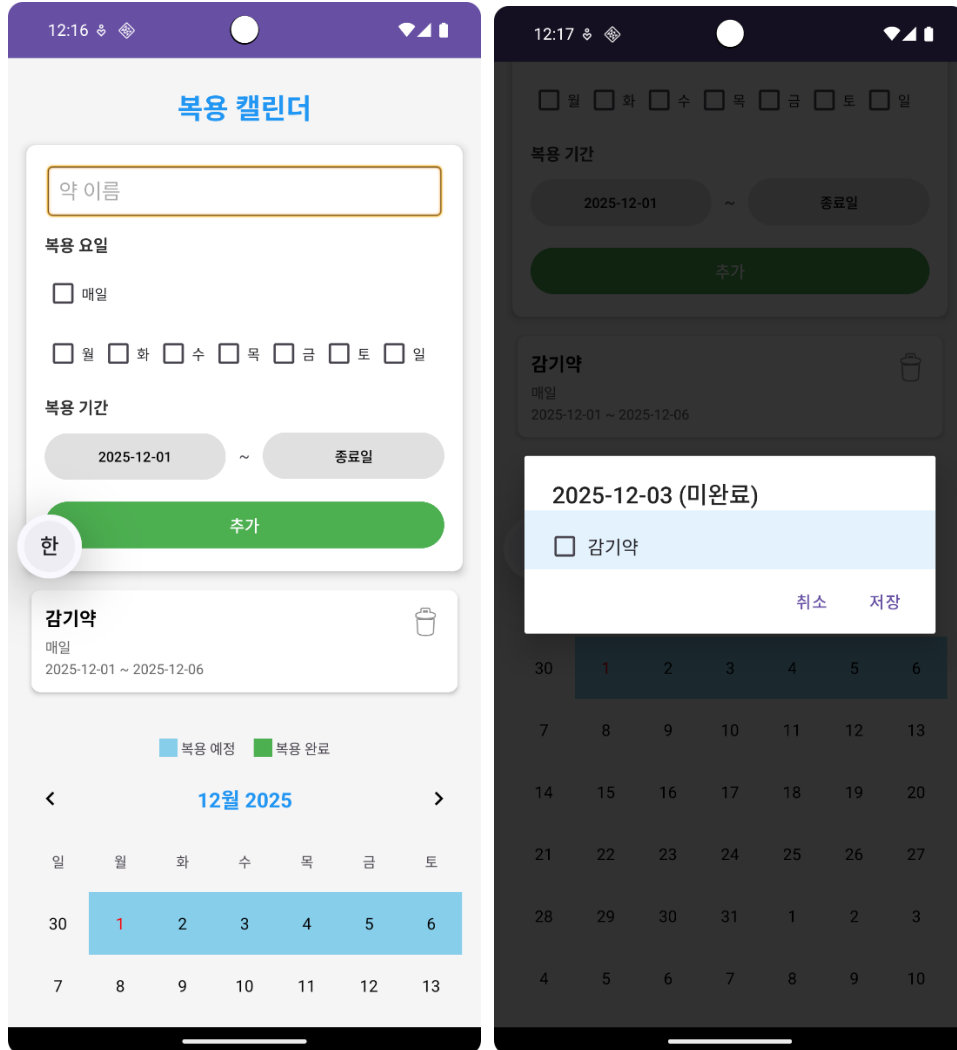 12:16
복용 캘린더
약 이름
복용 요일
매일
월 화 수 목 금 토 일
복용 기간
2025-12-01 ~ 종료일
추가
한
감기약
매일
2025-12-01 ~ 2025-12-06
복용 예정 복용 완료
12월 2025
일 월 화 수 목 금 토
30 1 2 3 4 5 6
7 8 9 10 11 12 13
12:17
월 화 수 목 금 토 일
복용 기간
2025-12-01 ~ 종료일
추가
감기약
매일
2025-12-01 ~ 2025-12-06
2025-12-03 (미완료)
감기약
취소 저장
30 1 2 3 4 5 6
7 8 9 10 11 12 13
14 15 16 17 18 19 20
21 22 23 24 25 26 27
28 29 30 31 1 2 3
4 5 6 7 8 9 10